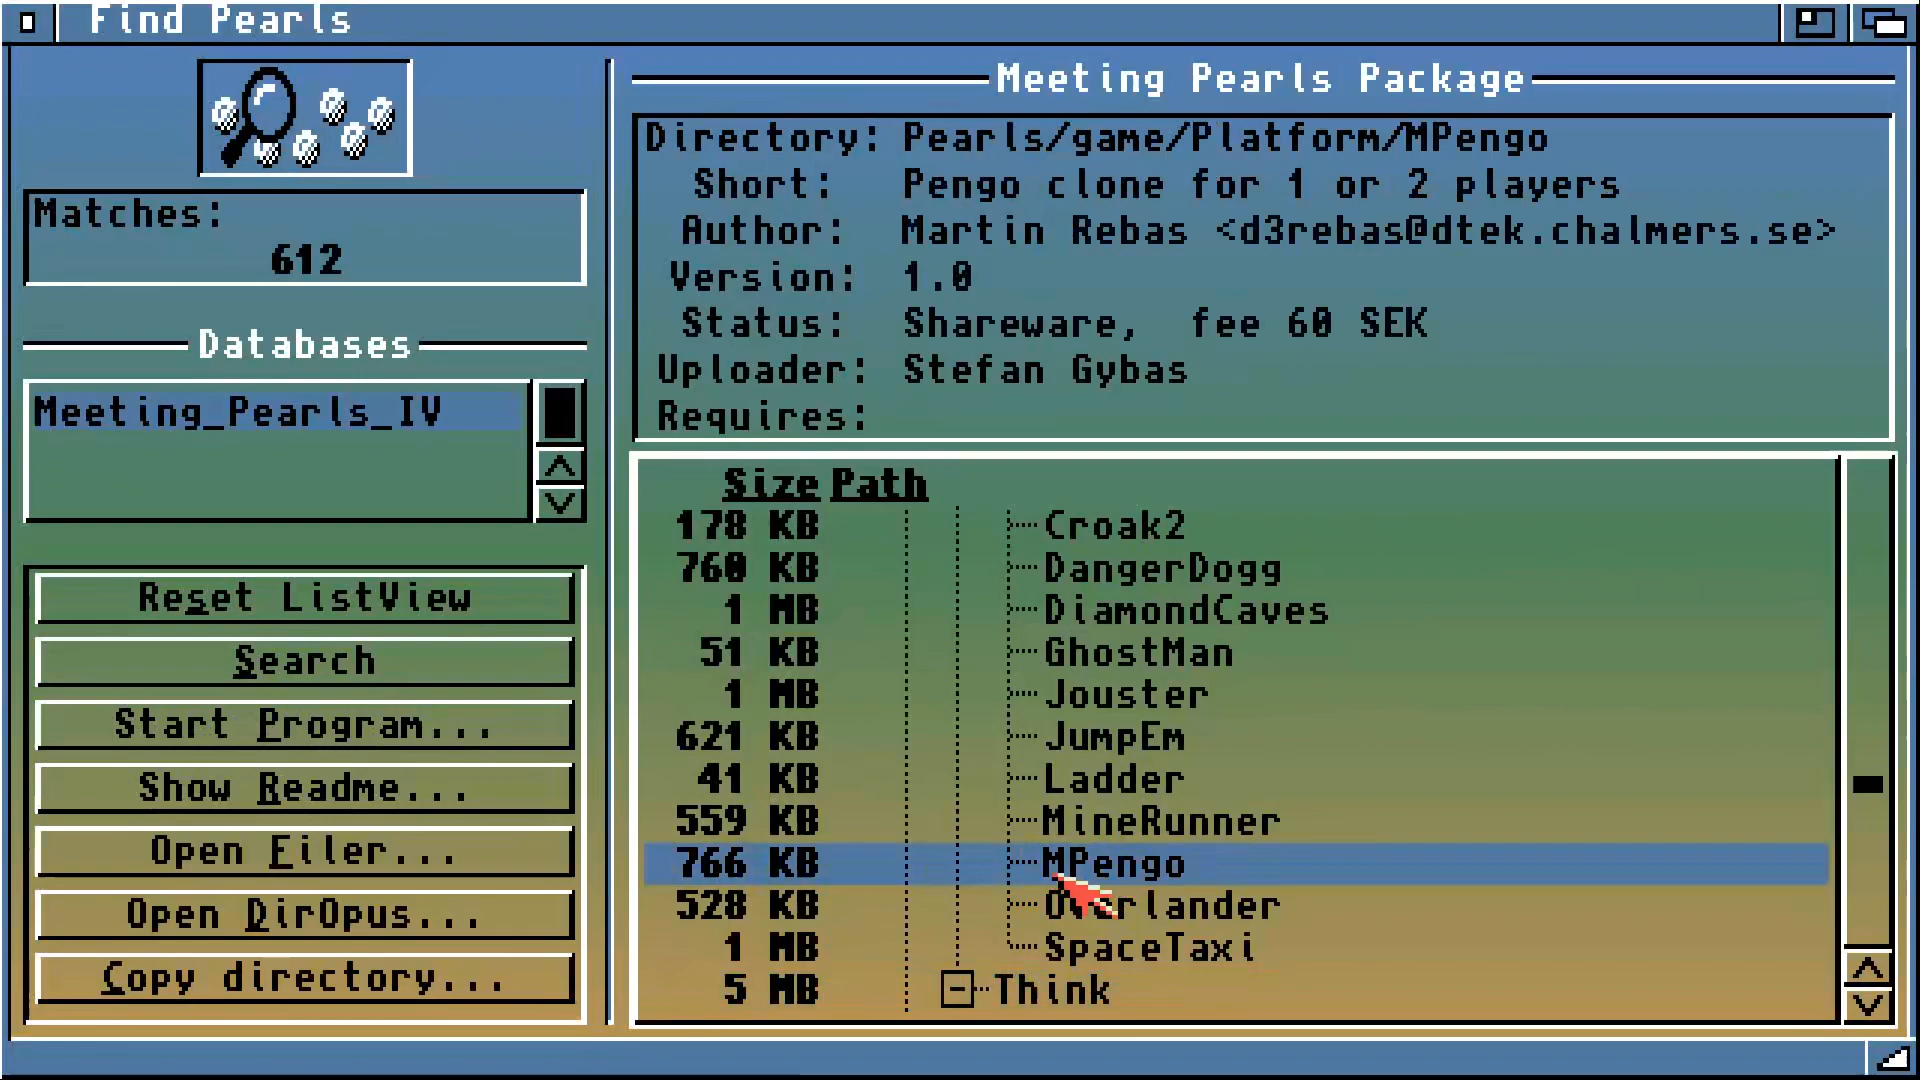 Find Pearls
Matches:
612
Databases
Meeting_Pearls_IV
Reset ListView
Search
Start Program...
Show Readme...
Open Filer...
Open DirOpus...
Copy directory...
Meeting Pearls Package
Directory: Pearls/game/Platform/MPengo
Short: Pengo clone for 1 or 2 players
Author: Martin Rebas <d3rebas@dtek.chalmers.se>
Version: 1.0
Status: Shareware, fee 60 SEK
Uploader: Stefan Gybas
Requires:
Size Path
178 KB Croak2
760 KB DangerDogg
1 MB DiamondCaves
51 KB GhostMan
1 MB Jouster
621 KB JumpEm
41 KB Ladder
559 KB MineRunner
766 KB MPengo
528 KB Overlander
1 MB SpaceTaxi
5 MB Think